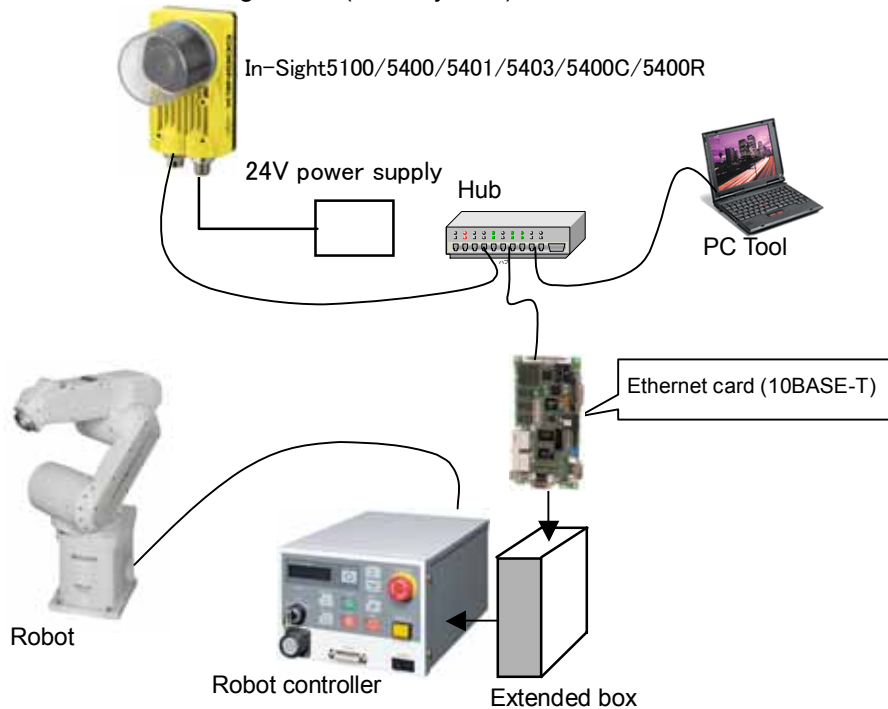 In-Sight5100/5400/5401/5403/5400C/5400R
24V power supply
Hub
PC Tool
Ethernet card (10BASE-T)
Robot
Robot controller
Extended box